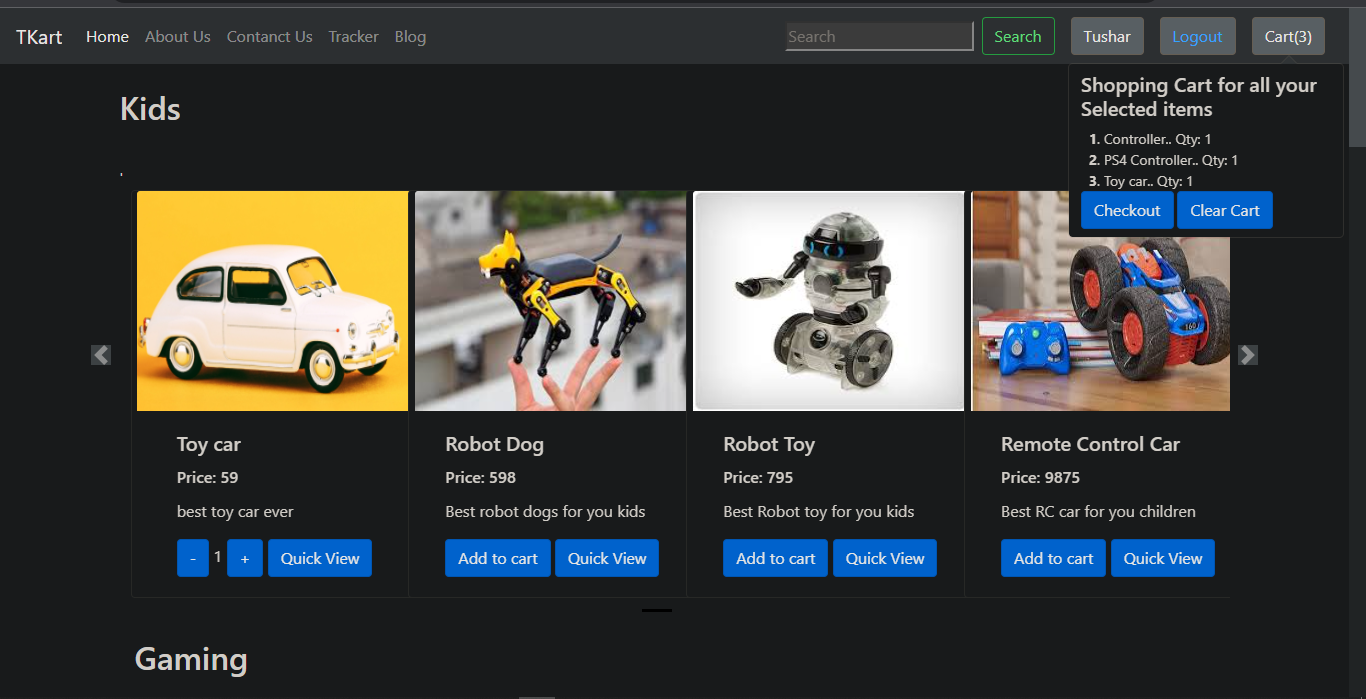 TKart Home About Us Contanct Us Tracker Blog Search Search Tushar Logout Cart(3)
Shopping Cart for all your
Selected items
1. Controller.. Qty: 1
2. PS4 Controller.. Qty: 1
3. Toy car.. Qty: 1
Checkout Clear Cart
Kids
'
160
Toy car Robot Dog Robot Toy Remote Control Car
Price: 59 Price: 598 Price: 795 Price: 9875
best toy car ever Best robot dogs for you kids Best Robot toy for you kids Best RC car for you children
- 1 + Quick View Add to cart Quick View Add to cart Quick View Add to cart Quick View
Gaming